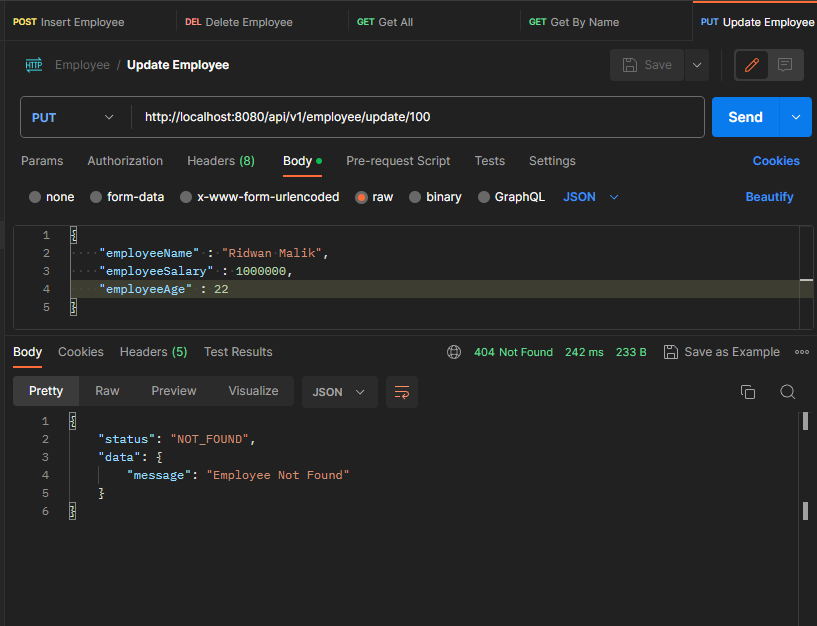 POST Insert Employee DEL Delete Employee GET Get All GET Get By Name PUT Update Employee
HTTP Employee / Update Employee Save
PUT http://localhost:8080/api/v1/employee/update/100 Send
Params Authorization Headers (8) Body Pre-request Script Tests Settings Cookies
none form-data x-www-form-urlencoded raw binary GraphQL JSON Beautify
1 {
2 "employeeName" : "Ridwan Malik",
3 "employeeSalary" : 1000000,
4 "employeeAge" : 22
5 }
Body Cookies Headers (5) Test Results 404 Not Found 242 ms 233 B Save as Example
Pretty Raw Preview Visualize JSON
1 {
2 "status": "NOT_FOUND",
3 "data": {
4 "message": "Employee Not Found"
5 }
6 }